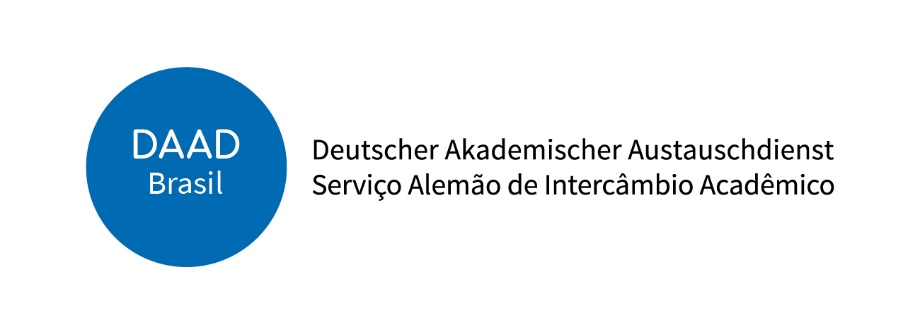 DAAD
Brasil
Deutscher Akademischer Austauschdienst
Serviço Alemão de Intercâmbio Acadêmico